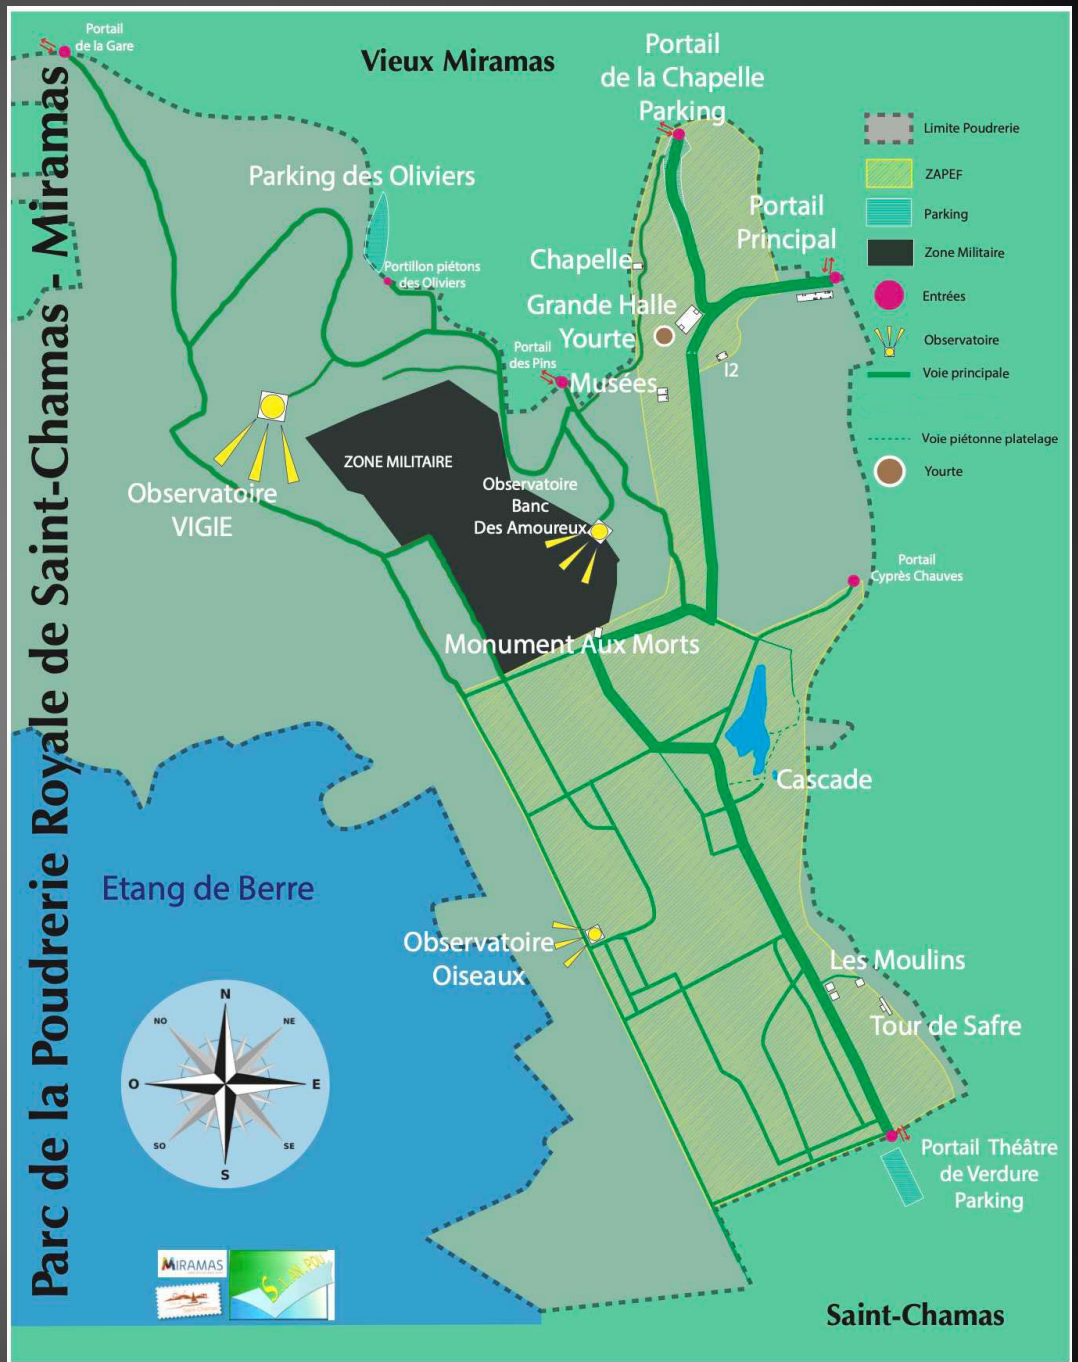 Parc de la Poudrerie Royale de Saint-Chamas - Miramas
Portail
de la Gare
Vieux Miramas
Portail
de la Chapelle
Parking
Parking des Oliviers
Portail
Principal
Chapelle
Portillon piétons
des Oliviers
Grande Halle
Yourte
Portail
des Pins
Musées
I2
ZONE MILITAIRE
Observatoire
VIGIE
Observatoire
Banc
Des Amoureux
Portail
Cyprès Chauves
Monument Aux Morts
Cascade
Etang de Berre
Observatoire
Oiseaux
Les Moulins
Tour de Safre
Portail Théâtre
de Verdure
Parking
Saint-Chamas
Limite Poudrerie
ZAPEF
Parking
Zone Militaire
Entrées
Observatoire
Voie principale
Voie piétonne platelage
Yourte
N
NO
NE
O
E
SO
SE
S
MIRAMAS